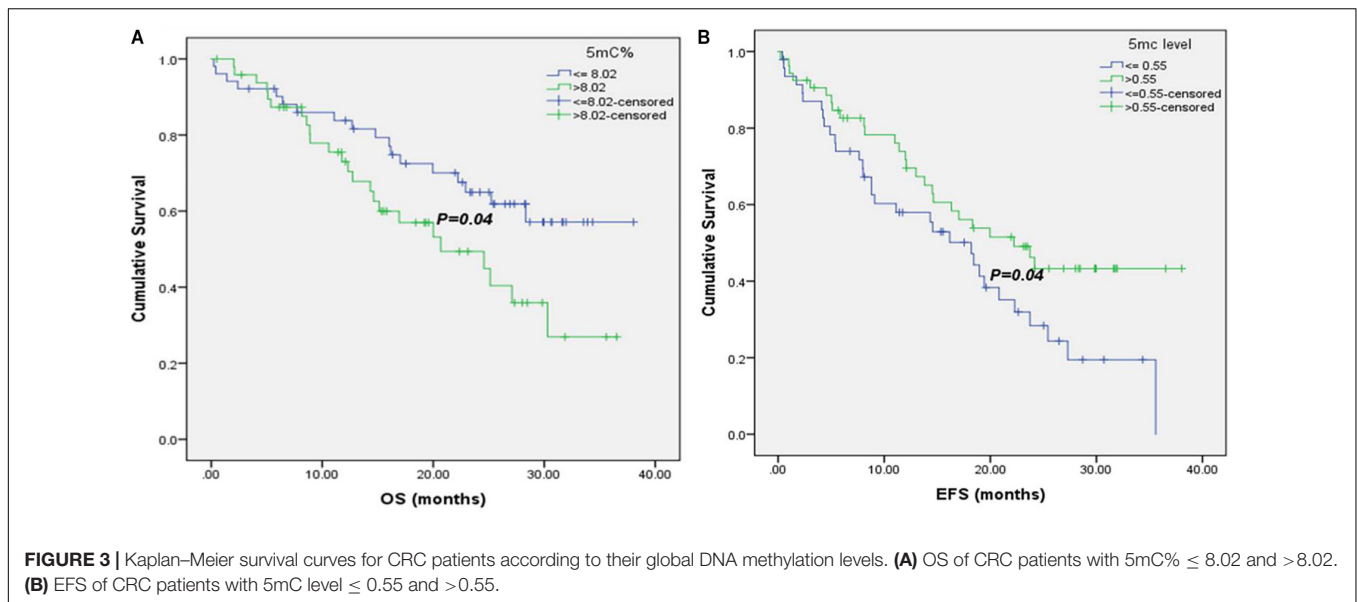 A
5mC%
<= 8.02
>8.02
<=8.02-censored
>8.02-censored
1.0
0.8
0.6
0.4
0.2
0.0
Cumulative Survival
P=0.04
.00 10.00 20.00 30.00 40.00
OS (months)
B
5mc level
<= 0.55
>0.55
<=0.55-censored
>0.55-censored
1.0
0.8
0.6
0.4
0.2
0.0
Cumulative Survival
P=0.04
.00 10.00 20.00 30.00 40.00
EFS (months)
FIGURE 3 | Kaplan–Meier survival curves for CRC patients according to their global DNA methylation levels. (A) OS of CRC patients with 5mC% ≤ 8.02 and >8.02.
(B) EFS of CRC patients with 5mC level ≤ 0.55 and >0.55.